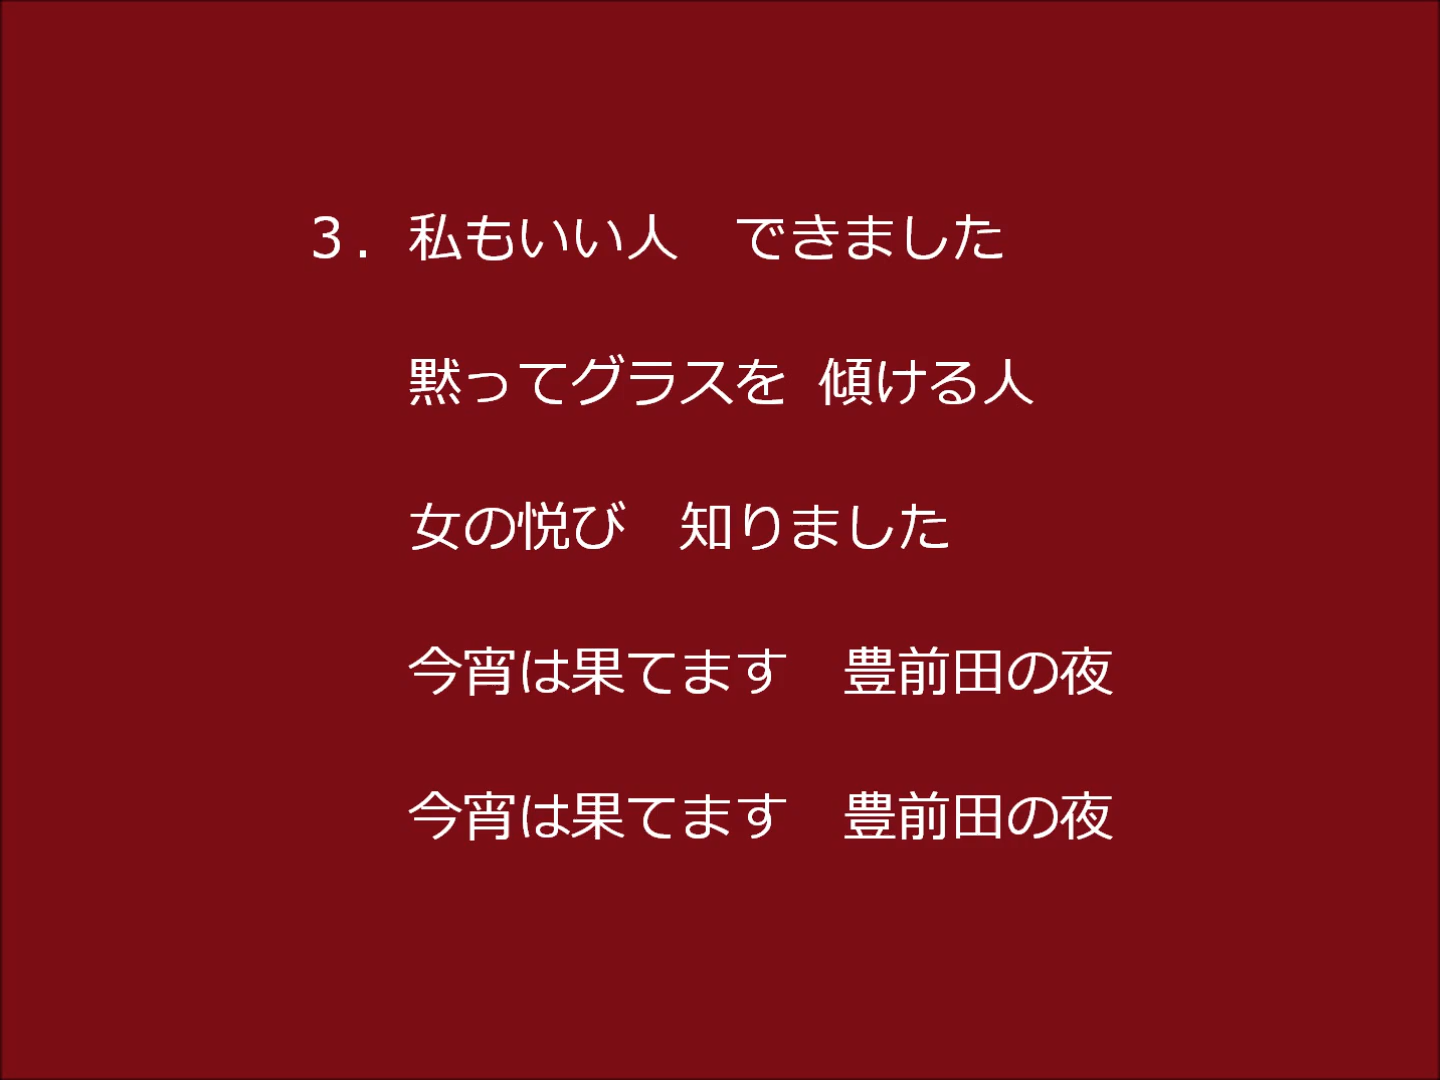 3．私もいい人　できました
黙ってグラスを 傾ける人
女の悦び　知りました
今宵は果てます　豊前田の夜
今宵は果てます　豊前田の夜